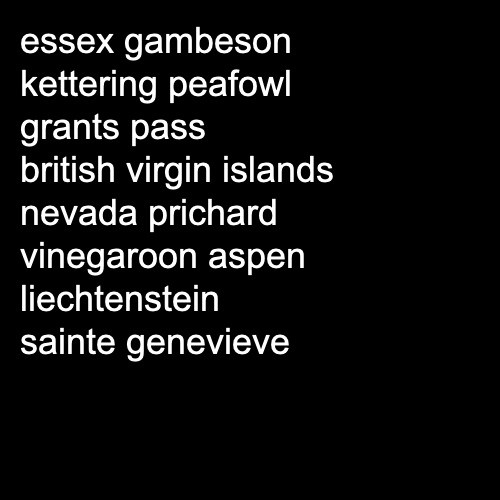 essex gambeson
kettering peafowl
grants pass
british virgin islands
nevada prichard
vinegaroon aspen
liechtenstein
sainte genevieve